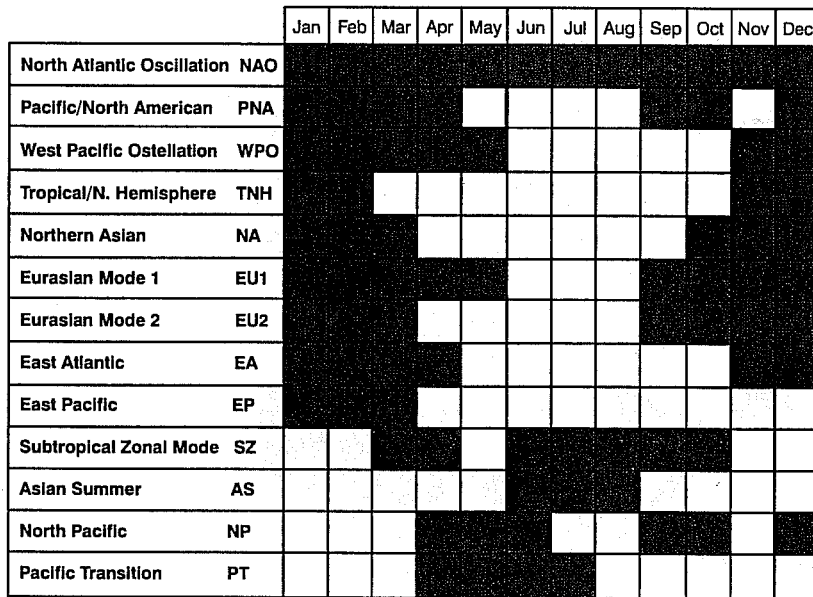 Jan Feb Mar Apr May Jun Jul Aug Sep Oct Nov Dec
North Atlantic Oscillation NAO
Pacific/North American PNA
West Pacific Ostellation WPO
Tropical/N. Hemisphere TNH
Northern Asian NA
Eurasian Mode 1 EU1
Eurasian Mode 2 EU2
East Atlantic EA
East Pacific EP
Subtropical Zonal Mode SZ
Asian Summer AS
North Pacific NP
Pacific Transition PT